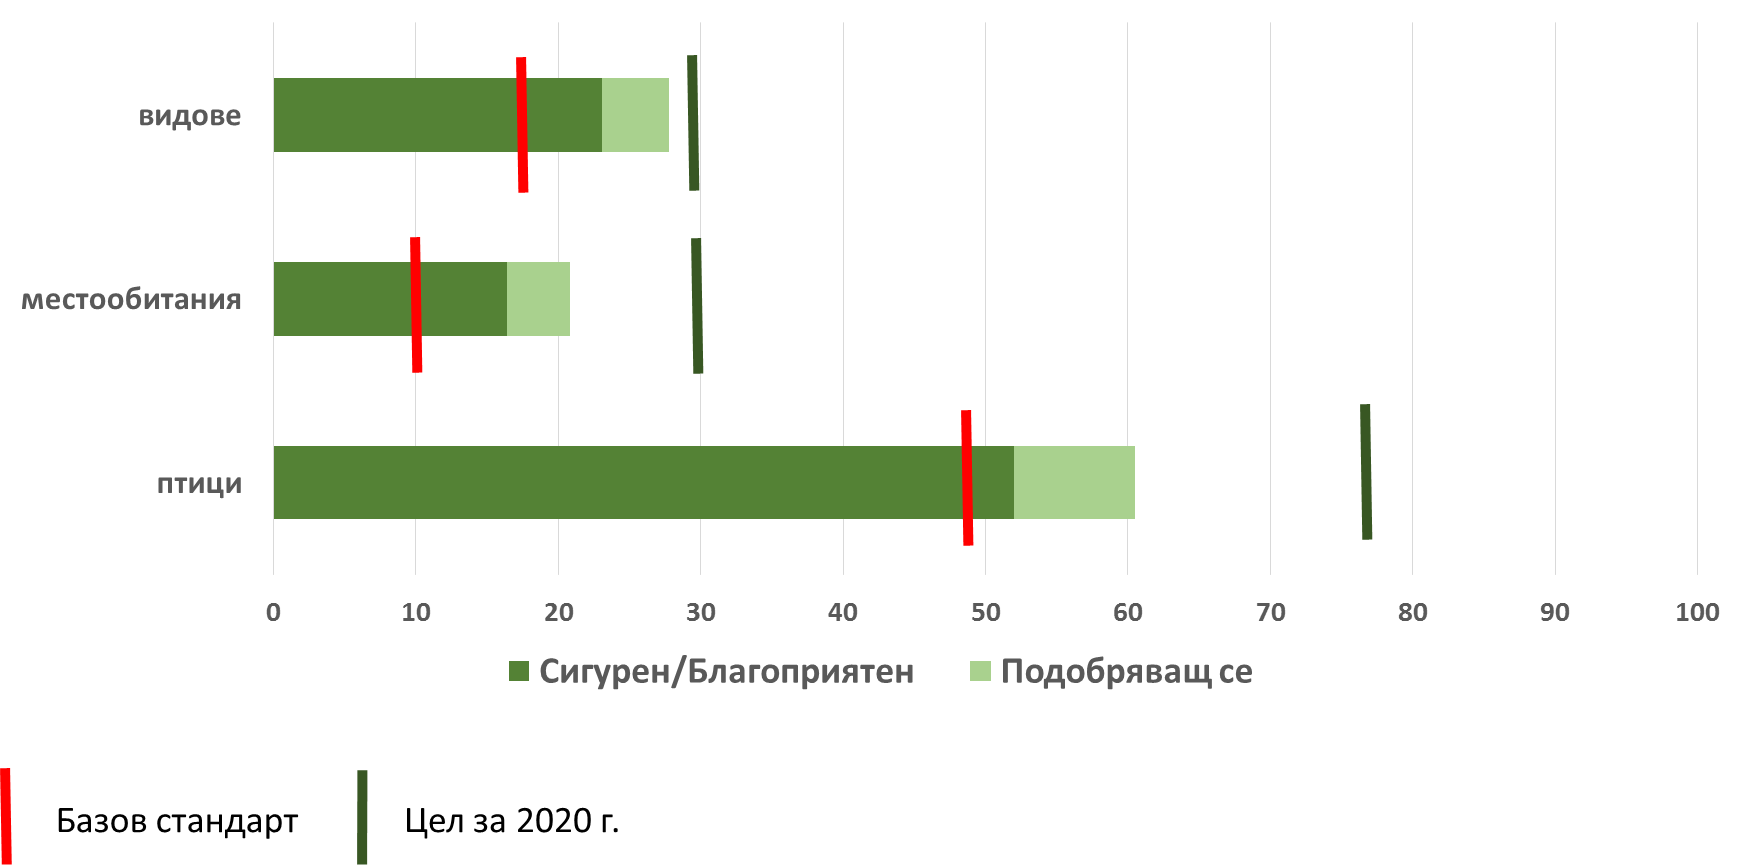 видове
местообитания
птици
0 10 20 30 40 50 60 70 80 90 100
Сигурен/Благоприятен Подобряващ се
Базов стандарт Цел за 2020 г.